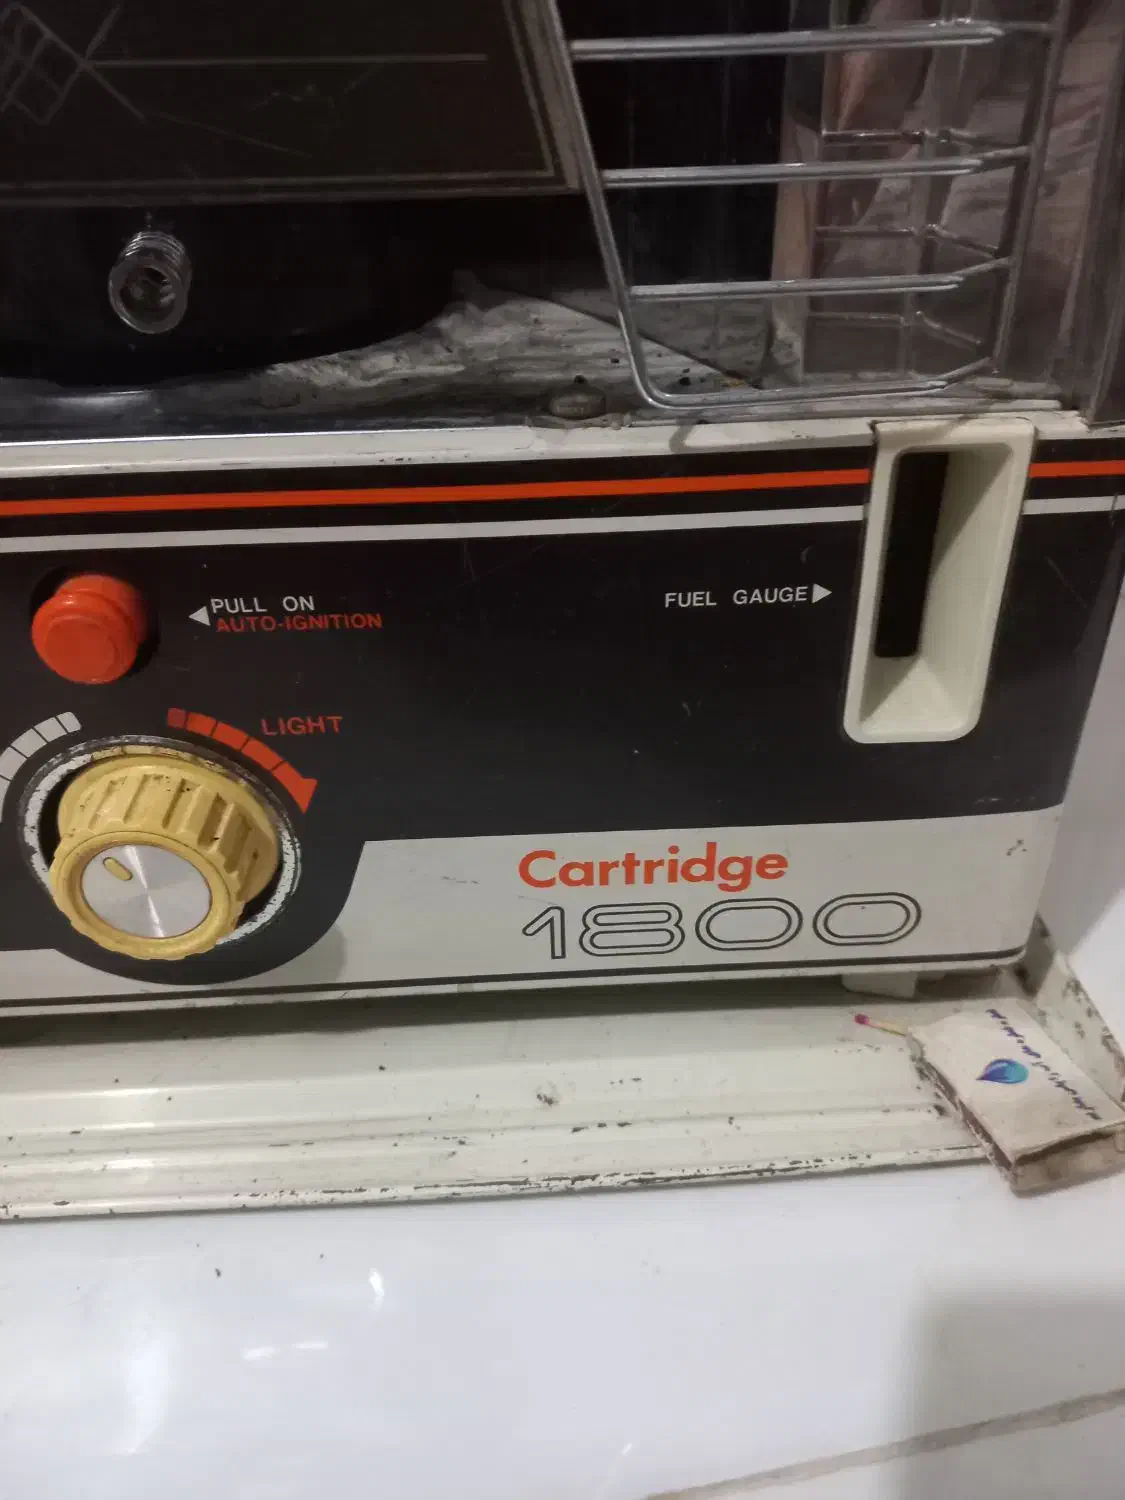 PULL ON
AUTO-IGNITION
FUEL GAUGE
LIGHT
Cartridge
1800